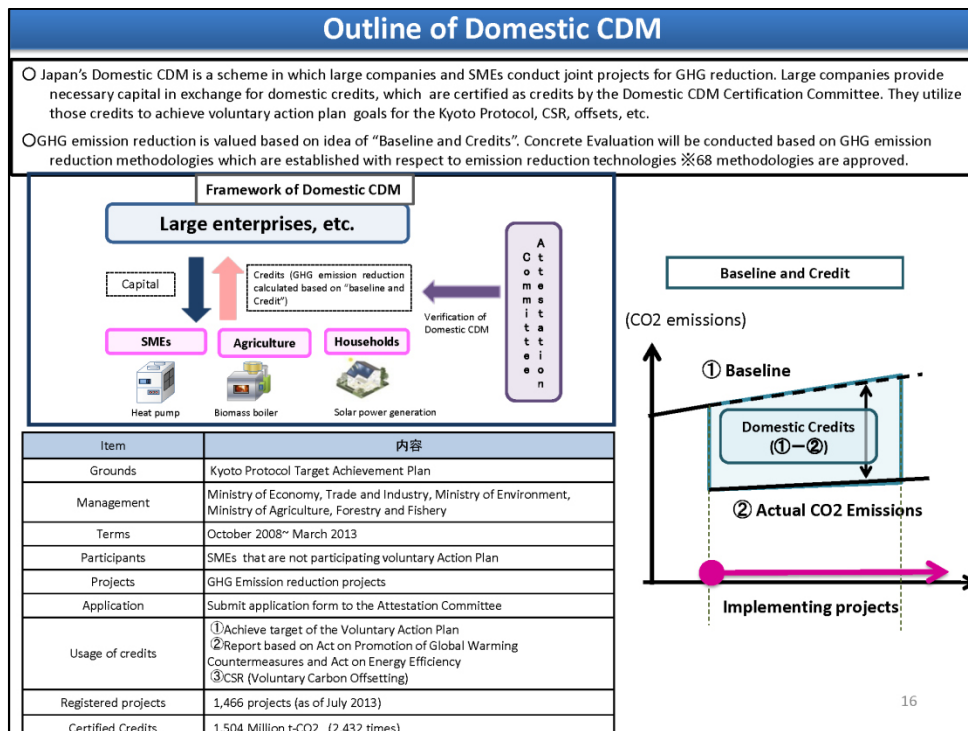 Outline of Domestic CDM
〇 Japan's Domestic CDM is a scheme in which large companies and SMEs conduct joint projects for GHG reduction. Large companies provide
necessary capital in exchange for domestic credits, which are certified as credits by the Domestic CDM Certification Committee. They utilize
those credits to achieve voluntary action plan goals for the Kyoto Protocol, CSR, offsets, etc.
〇GHG emission reduction is valued based on idea of "Baseline and Credits". Concrete Evaluation will be conducted based on GHG emission
reduction methodologies which are established with respect to emission reduction technologies ※68 methodologies are approved.
Framework of Domestic CDM
Large enterprises, etc.
Capital
Credits (GHG emission reduction
calculated based on "baseline and
Credit")
Verification of
Domestic CDM
Attestation
Committee
SMEs
Agriculture
Households
Heat pump
Biomass boiler
Solar power generation
Item 内容
Grounds Kyoto Protocol Target Achievement Plan
Management Ministry of Economy, Trade and Industry, Ministry of Environment,
Ministry of Agriculture, Forestry and Fishery
Terms October 2008~ March 2013
Participants SMEs that are not participating voluntary Action Plan
Projects GHG Emission reduction projects
Application Submit application form to the Attestation Committee
Usage of credits ①Achieve target of the Voluntary Action Plan
②Report based on Act on Promotion of Global Warming
Countermeasures and Act on Energy Efficiency
③CSR (Voluntary Carbon Offsetting)
Registered projects 1,466 projects (as of July 2013)
Certified Credits 1.504 Million t-CO2 (2,432 times)
Baseline and Credit
(CO2 emissions)
① Baseline
Domestic Credits
(①－②)
② Actual CO2 Emissions
Implementing projects
16